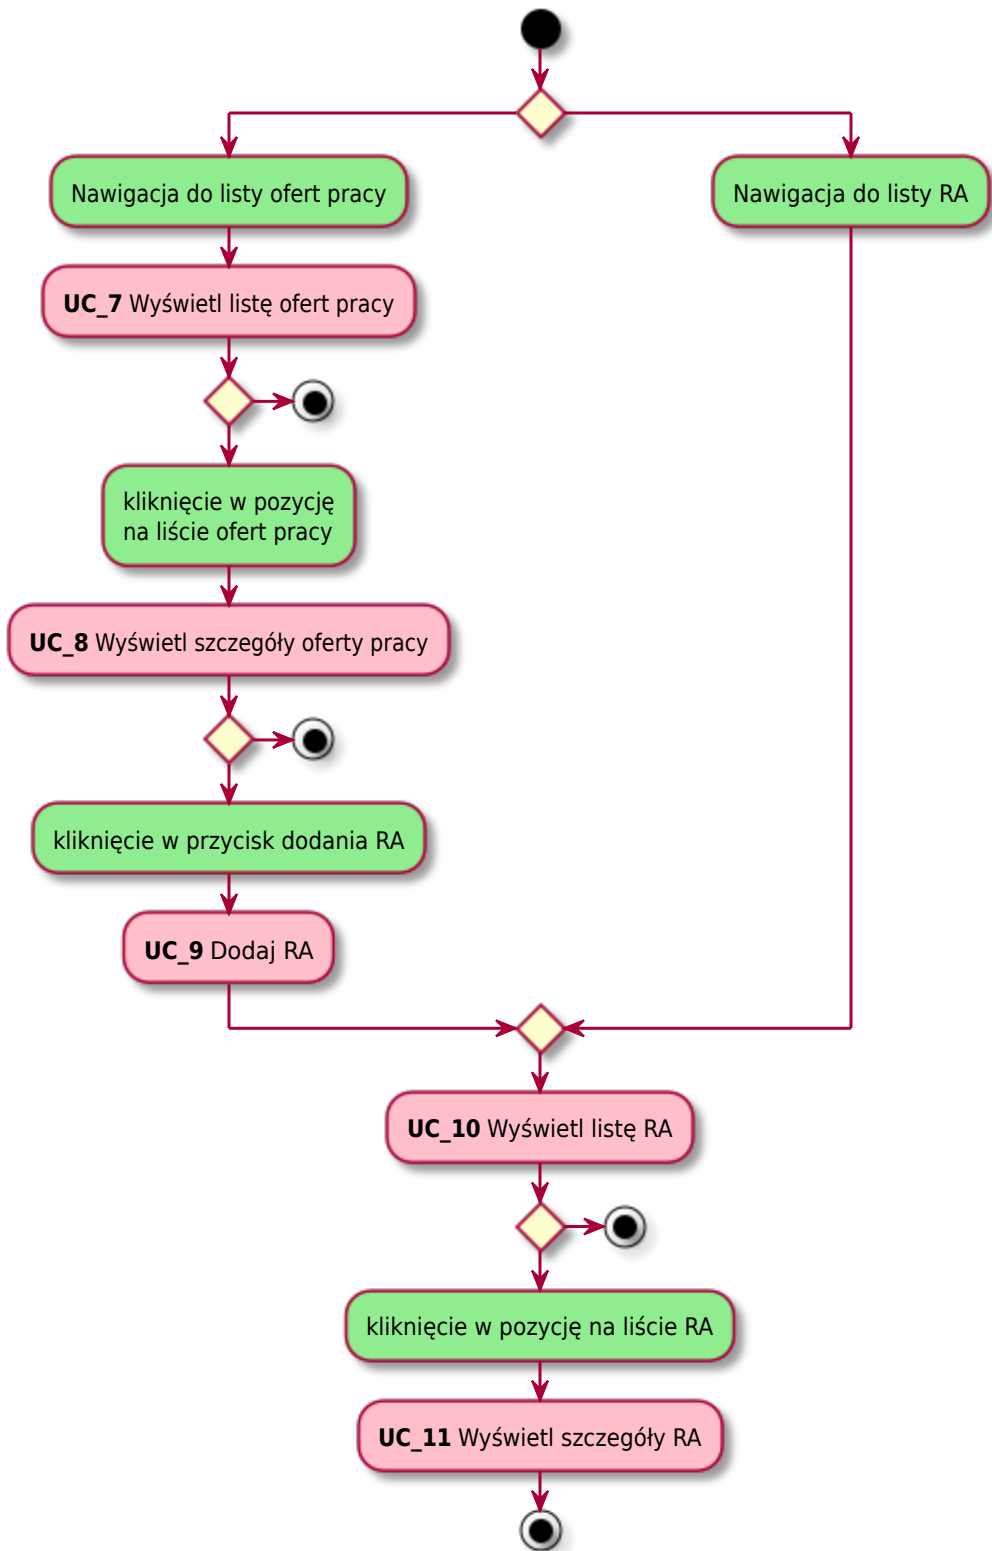 Nawigacja do listy ofert pracy
Nawigacja do listy RA
UC_7 Wyświetl listę ofert pracy
kliknięcie w pozycję
na liście ofert pracy
UC_8 Wyświetl szczegóły oferty pracy
kliknięcie w przycisk dodania RA
UC_9 Dodaj RA
UC_10 Wyświetl listę RA
kliknięcie w pozycję na liście RA
UC_11 Wyświetl szczegóły RA